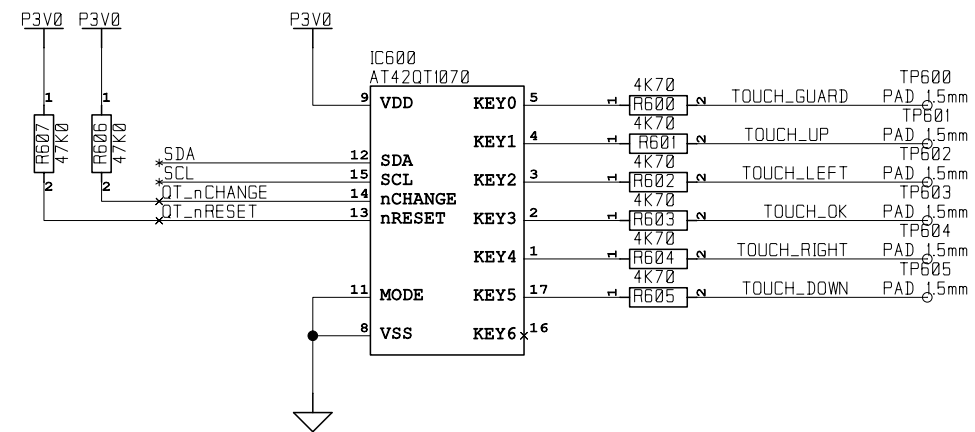 P3V0 P3V0 P3V0
IC600
AT42QT1070
1 R607 47K0 2
1 R606 47K0 2
SDA
SCL
QT_nCHANGE
QT_nRESET
9 VDD
12 SDA
15 SCL
14 nCHANGE
13 nRESET
11 MODE
8 VSS
KEY0 5
KEY1 4
KEY2 3
KEY3 2
KEY4 1
KEY5 17
KEY6 16
4K70
1 R600 2 TOUCH_GUARD
4K70
1 R601 2 TOUCH_UP
4K70
1 R602 2 TOUCH_LEFT
4K70
1 R603 2 TOUCH_OK
4K70
1 R604 2 TOUCH_RIGHT
4K70
1 R605 2 TOUCH_DOWN
TP600
PAD 1.5mm
TP601
PAD 1.5mm
TP602
PAD 1.5mm
TP603
PAD 1.5mm
TP604
PAD 1.5mm
TP605
PAD 1.5mm